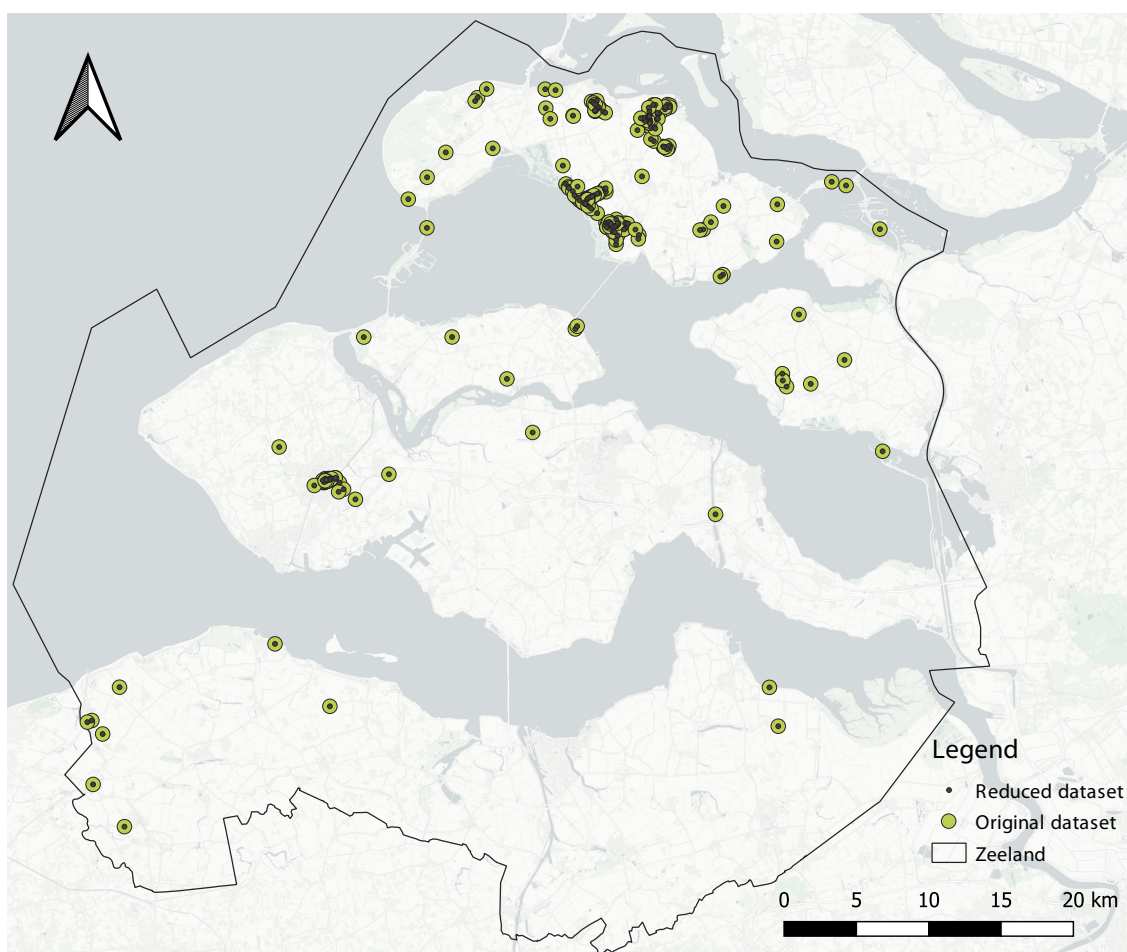 Legend
Reduced dataset
Original dataset
Zeeland
0 5 10 15 20 km